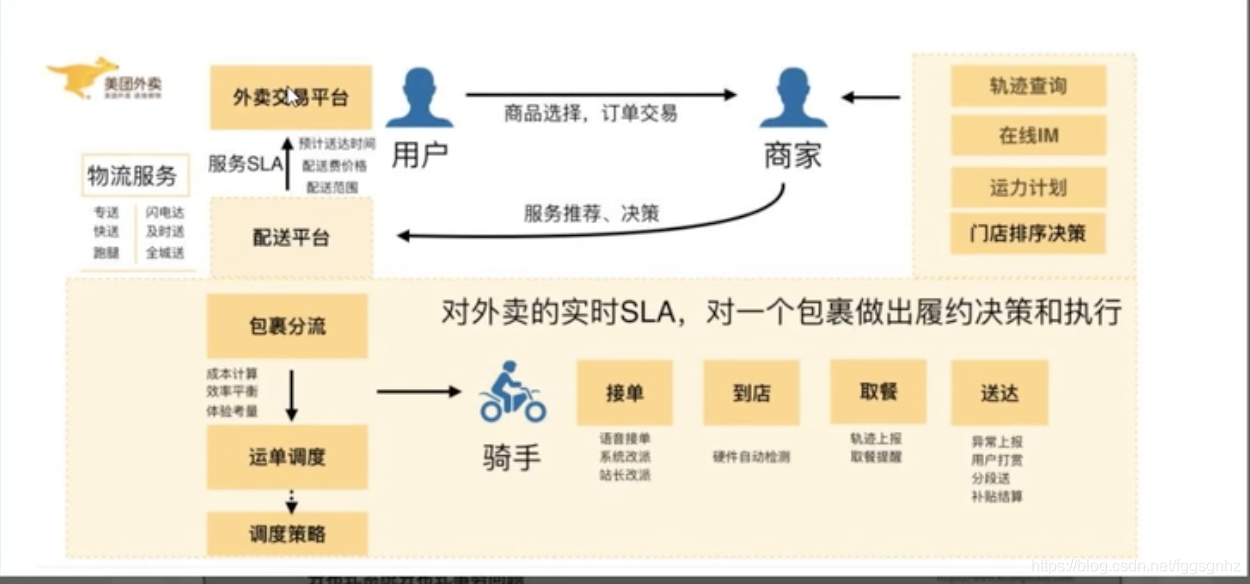 美团外卖
外卖交易平台
商品选择，订单交易
用户
商家
轨迹查询
在线IM
运力计划
门店排序决策
服务SLA
预计送达时间
配送费价格
配送范围
物流服务
专送 闪电达
快送 及时送
跑腿 全城送
配送平台
服务推荐、决策
对外卖的实时SLA，对一个包裹做出履约决策和执行
包裹分流
成本计算
效率平衡
体验考量
运单调度
调度策略
骑手
接单
语音接单
系统改派
站长改派
到店
硬件自动检测
取餐
轨迹上报
取餐提醒
送达
异常上报
用户打赏
分段送
补贴结算
https://blog.csdn.net/fggsgnhz